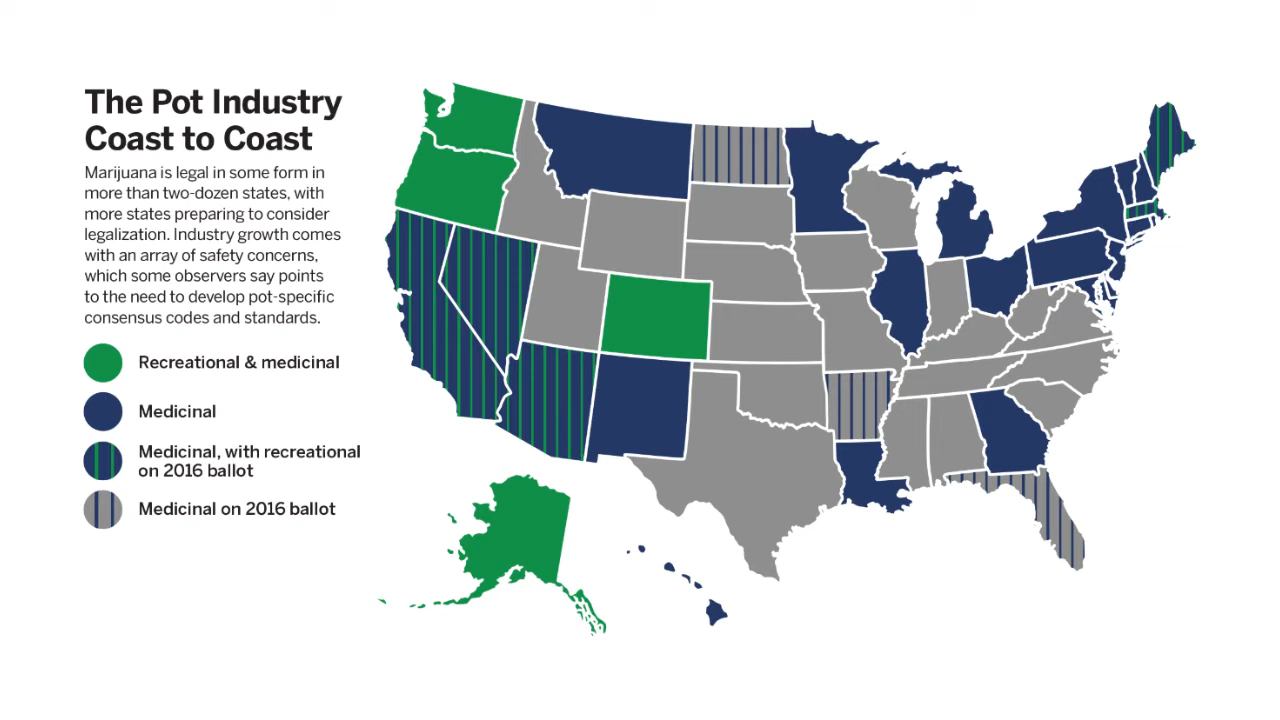 The Pot Industry
Coast to Coast
Marijuana is legal in some form in
more than two-dozen states, with
more states preparing to consider
legalization. Industry growth comes
with an array of safety concerns,
which some observers say points
to the need to develop pot-specific
consensus codes and standards.
Recreational & medicinal
Medicinal
Medicinal, with recreational
on 2016 ballot
Medicinal on 2016 ballot